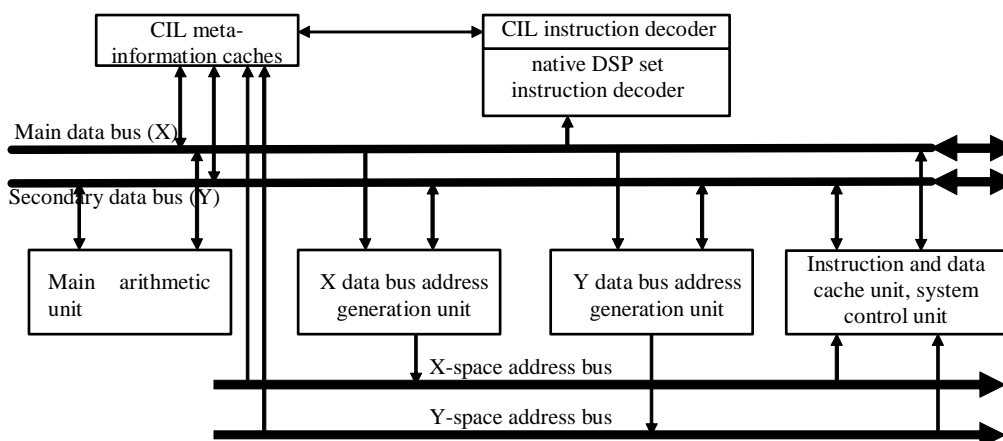 CIL meta-
information caches
CIL instruction decoder
native DSP set
instruction decoder
Main data bus (X)
Secondary data bus (Y)
Main arithmetic
unit
X data bus address
generation unit
Y data bus address
generation unit
Instruction and data
cache unit, system
control unit
X-space address bus
Y-space address bus